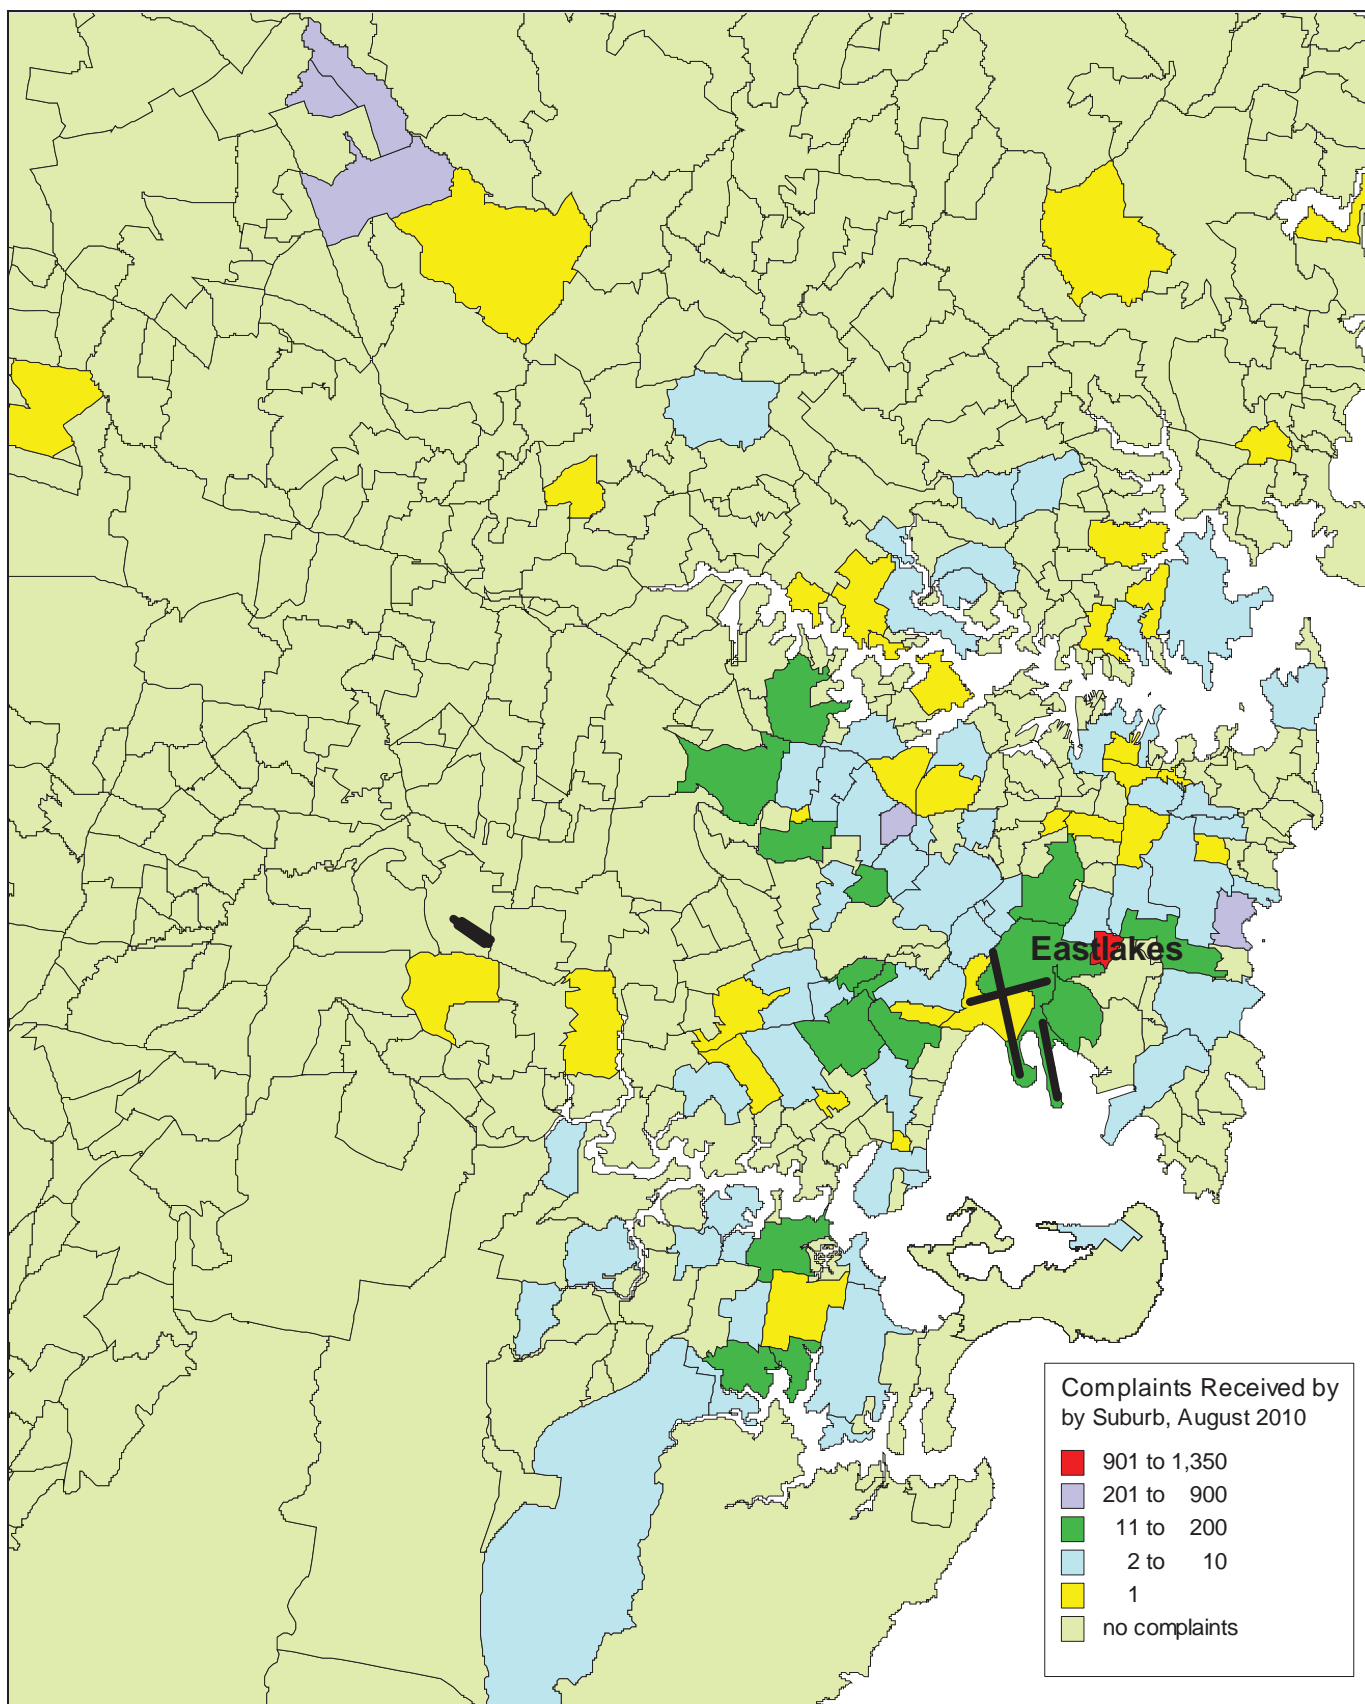 Eastlakes
Complaints Received by
by Suburb, August 2010
901 to 1,350
201 to 900
11 to 200
2 to 10
1
no complaints